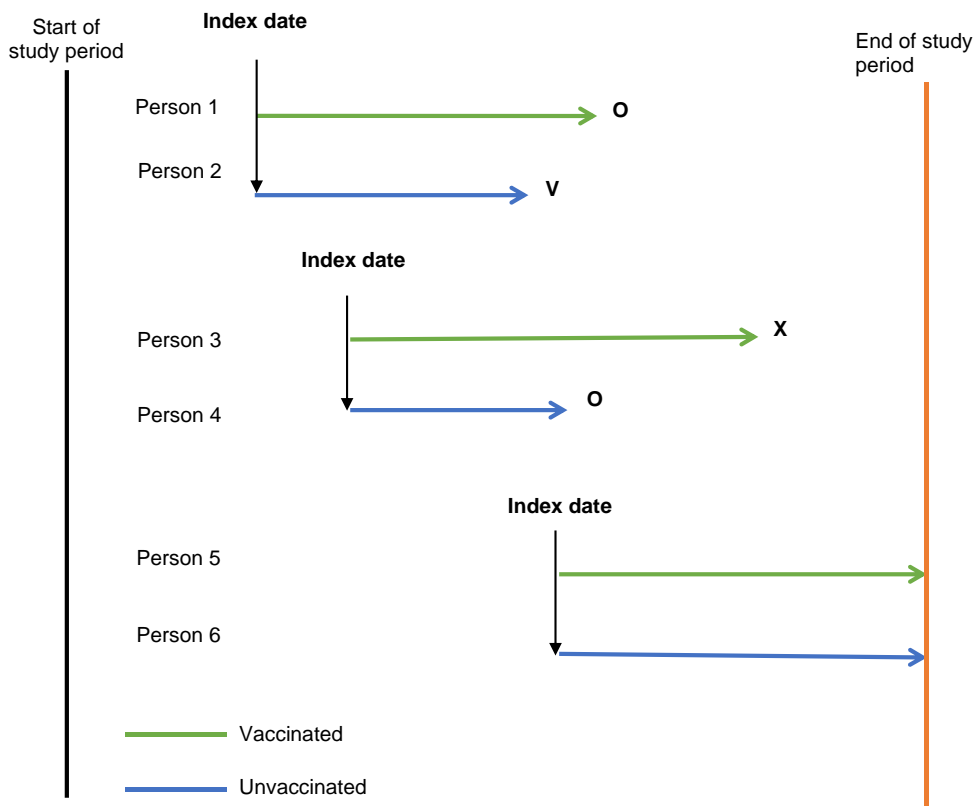 Start of
study period
Index date
End of study
period
Person 1
O
Person 2
V
Index date
Person 3
X
Person 4
O
Index date
Person 5
Person 6
Vaccinated
Unvaccinated